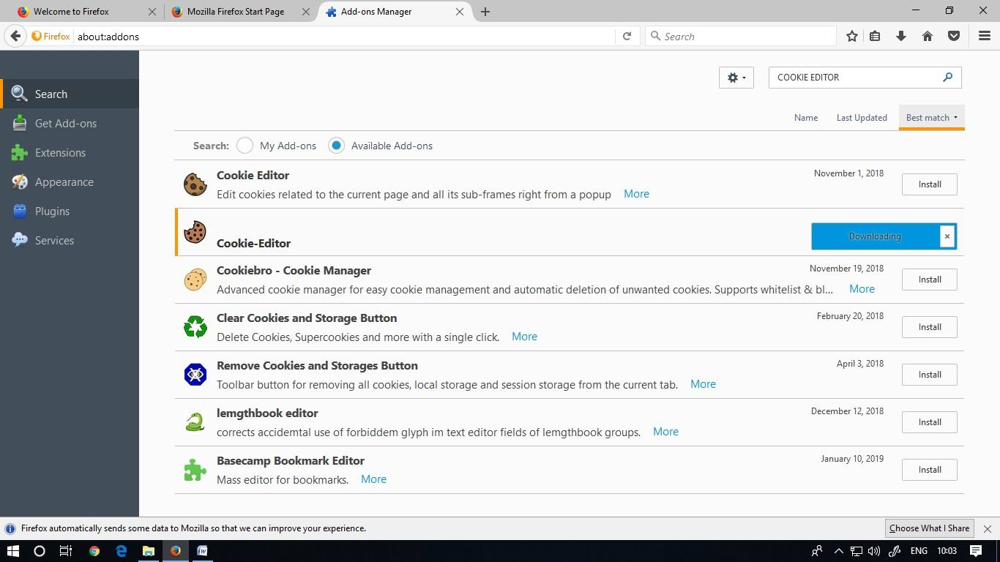 Welcome to Firefox
Mozilla Firefox Start Page
Add-ons Manager
Firefox
about:addons
Search
COOKIE EDITOR
Search
Get Add-ons
Extensions
Appearance
Plugins
Services
Name
Last Updated
Best match
Search:
My Add-ons
Available Add-ons
Cookie Editor
November 1, 2018
Edit cookies related to the current page and all its sub-frames right from a popup
More
Install
Cookie-Editor
Downloading
Cookiebro - Cookie Manager
November 19, 2018
Advanced cookie manager for easy cookie management and automatic deletion of unwanted cookies. Supports whitelist & bl...
More
Install
Clear Cookies and Storage Button
February 20, 2018
Delete Cookies, Supercookies and more with a single click.
More
Install
Remove Cookies and Storages Button
April 3, 2018
Toolbar button for removing all cookies, local storage and session storage from the current tab.
More
Install
lemgthbook editor
December 12, 2018
corrects accidemtal use of forbiddem glyph im text editor fields of lemgthbook groups.
More
Install
Basecamp Bookmark Editor
January 10, 2019
Mass editor for bookmarks.
More
Install
Firefox automatically sends some data to Mozilla so that we can improve your experience.
Choose What I Share
ENG
10:03